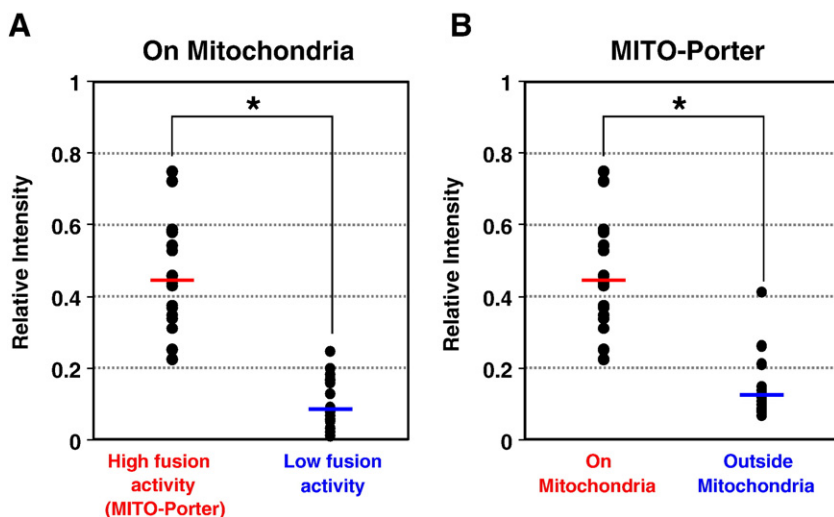 A
On Mitochondria
1
0.8
0.6
0.4
0.2
0
Relative Intensity
*
High fusion
activity
(MITO-Porter)
Low fusion
activity
B
MITO-Porter
1
0.8
0.6
0.4
0.2
0
Relative Intensity
*
On
Mitochondria
Outside
Mitochondria